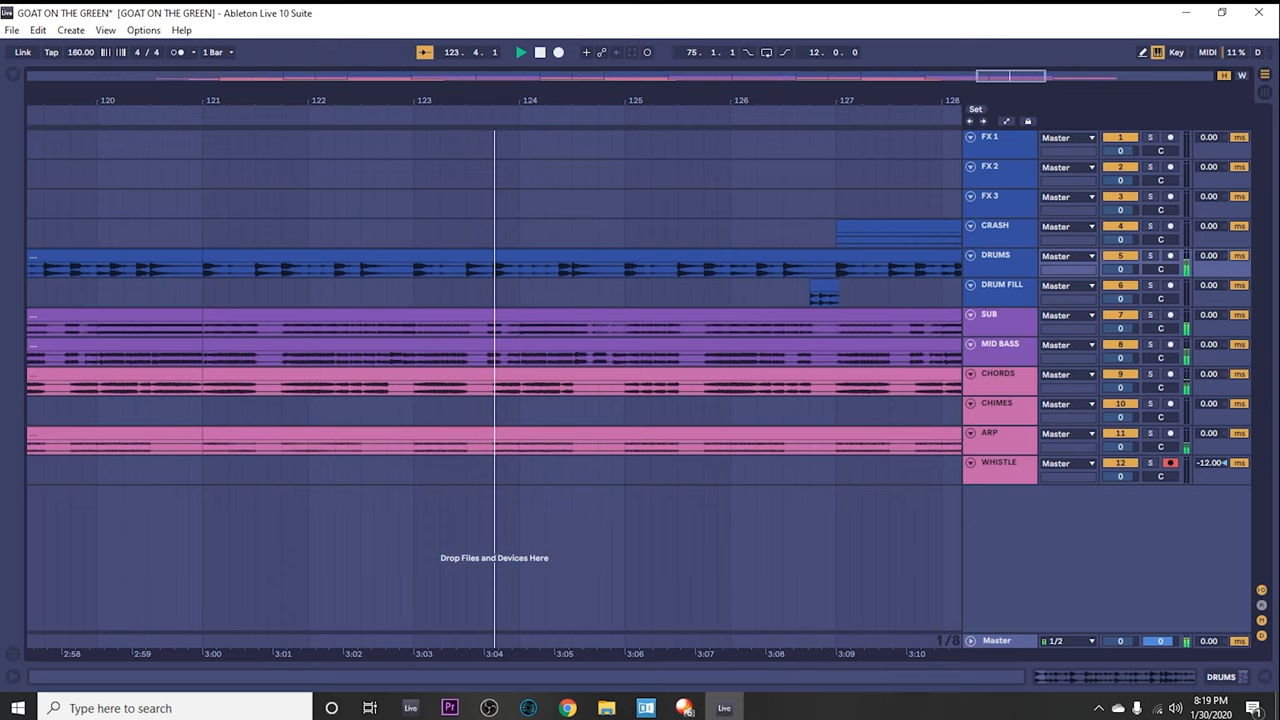 GOAT ON THE GREEN* [GOAT ON THE GREEN] - Ableton Live 10 Suite
File Edit Create View Options Help
Link Tap 160.00 4 / 4 1 Bar 123. 4. 1 75. 1. 1 12. 0. 0 Key MIDI 11 % D
H W
120 121 122 123 124 125 126 127 128
Set
FX 1 Master 1 S 0.00 ms
0 C
FX 2 Master 2 S 0.00 ms
0 C
FX 3 Master 3 S 0.00 ms
0 C
CRASH Master 4 S 0.00 ms
0 C
DRUMS Master 5 S 0.00 ms
0 C
DRUM FILL Master 6 S 0.00 ms
0 C
SUB Master 7 S 0.00 ms
0 C
MID BASS Master 8 S 0.00 ms
0 C
CHORDS Master 9 S 0.00 ms
0 C
CHIMES Master 10 S 0.00 ms
0 C
ARP Master 11 S 0.00 ms
0 C
WHISTLE Master 12 S -12.00 ms
0 C
Drop Files and Devices Here
1/8 Master 1/2 0 0 0.00 ms
2:58 2:59 3:00 3:01 3:02 3:03 3:04 3:05 3:06 3:07 3:08 3:09 3:10
DRUMS
Type here to search
Live Pr Live
8:19 PM
1/30/2020